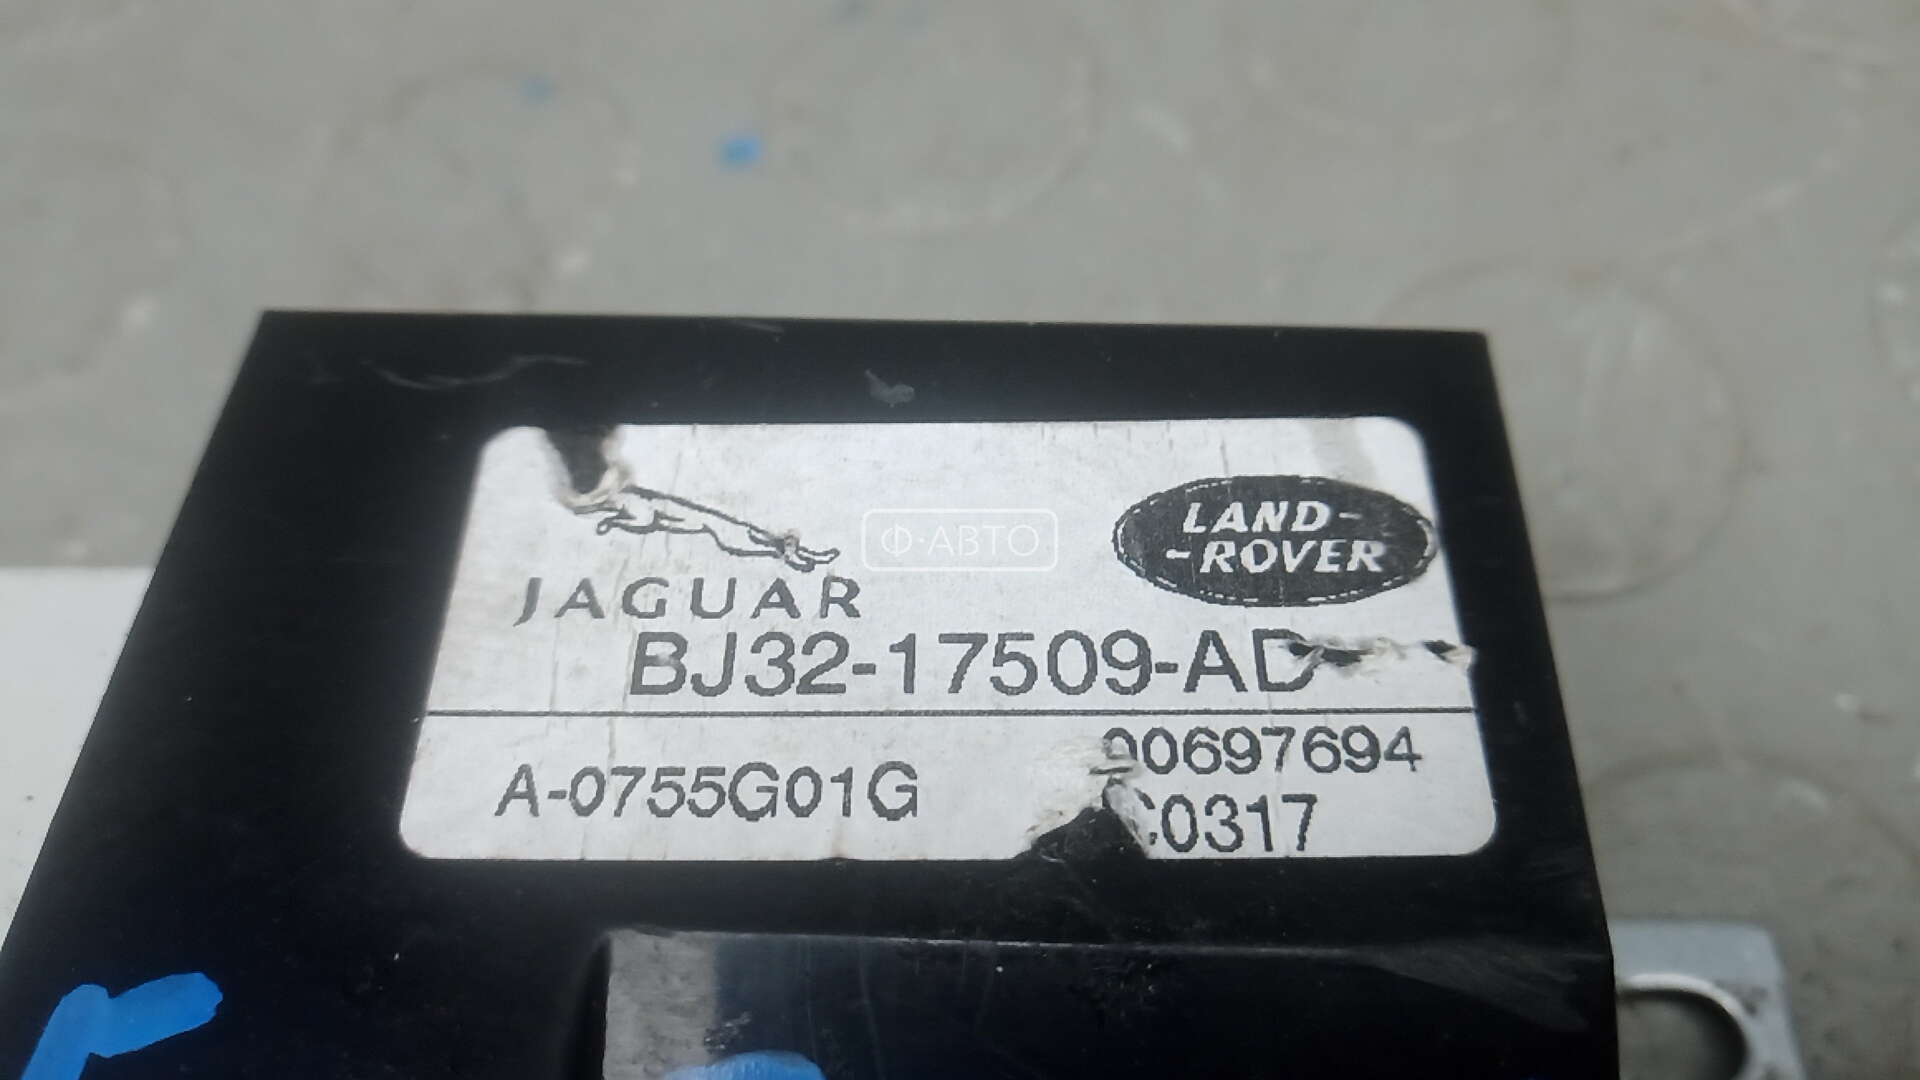 JAGUAR
LAND-
-ROVER
Ф·АВТО
BJ32-17509-AD
A-0755G01G
00697694
C0317